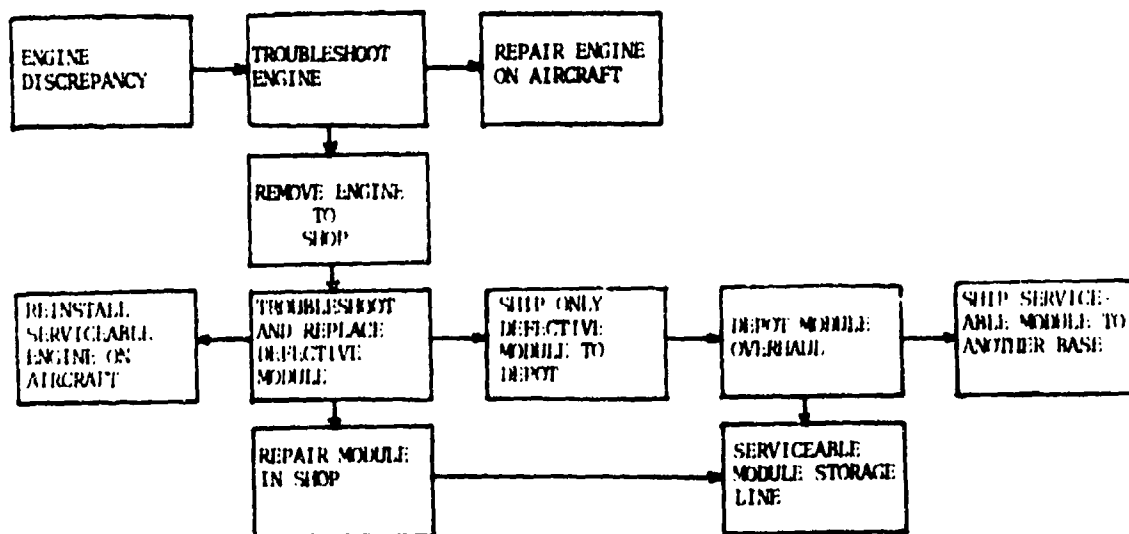 ENGINE
DISCREPANCY
TROUBLESHOOT
ENGINE
REPAIR ENGINE
ON AIRCRAFT
REMOVE ENGINE
TO
SHOP
REINSTALL
SERVICEABLE
ENGINE ON
AIRCRAFT
TROUBLESHOOT
AND REPLACE
DEFECTIVE
MODULE
SHIP ONLY
DEFECTIVE
MODULE TO
DEPOT
DEPOT MODULE
OVERHAUL
SHIP SERVICE-
ABLE MODULE TO
ANOTHER BASE
REPAIR MODULE
IN SHOP
SERVICEABLE
MODULE STORAGE
LINE